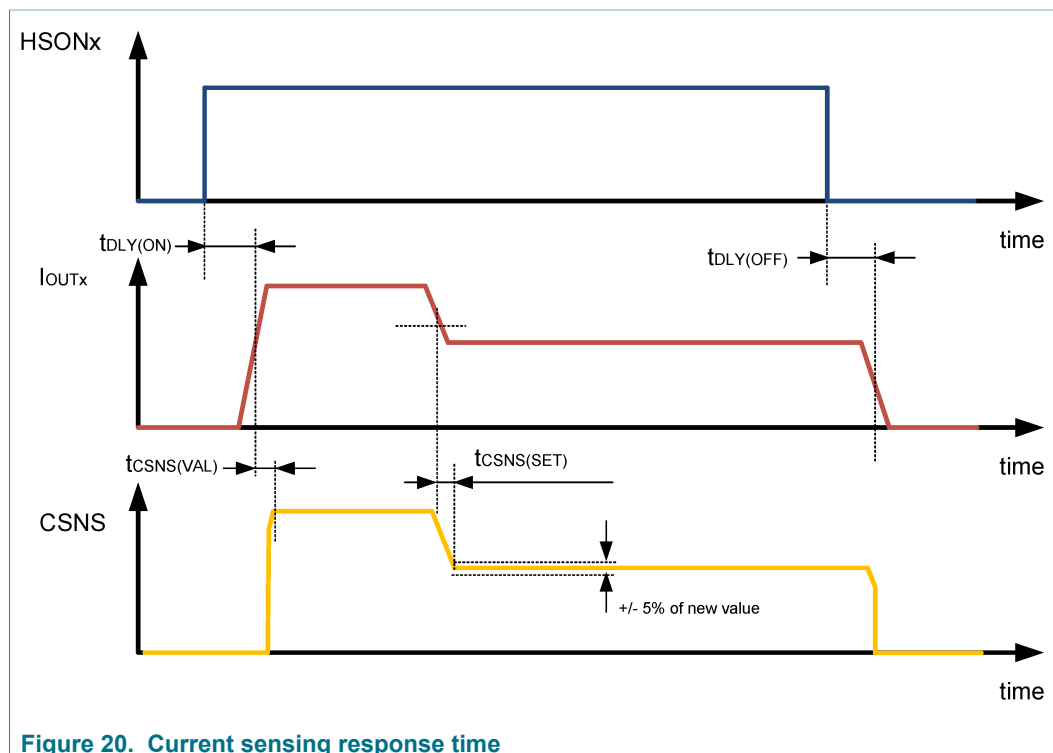 HSONx
time
tDLY(ON)
tDLY(OFF)
IOUTx
time
tCSNS(VAL)
tCSNS(SET)
CSNS
+/- 5% of new value
time
Figure 20. Current sensing response time